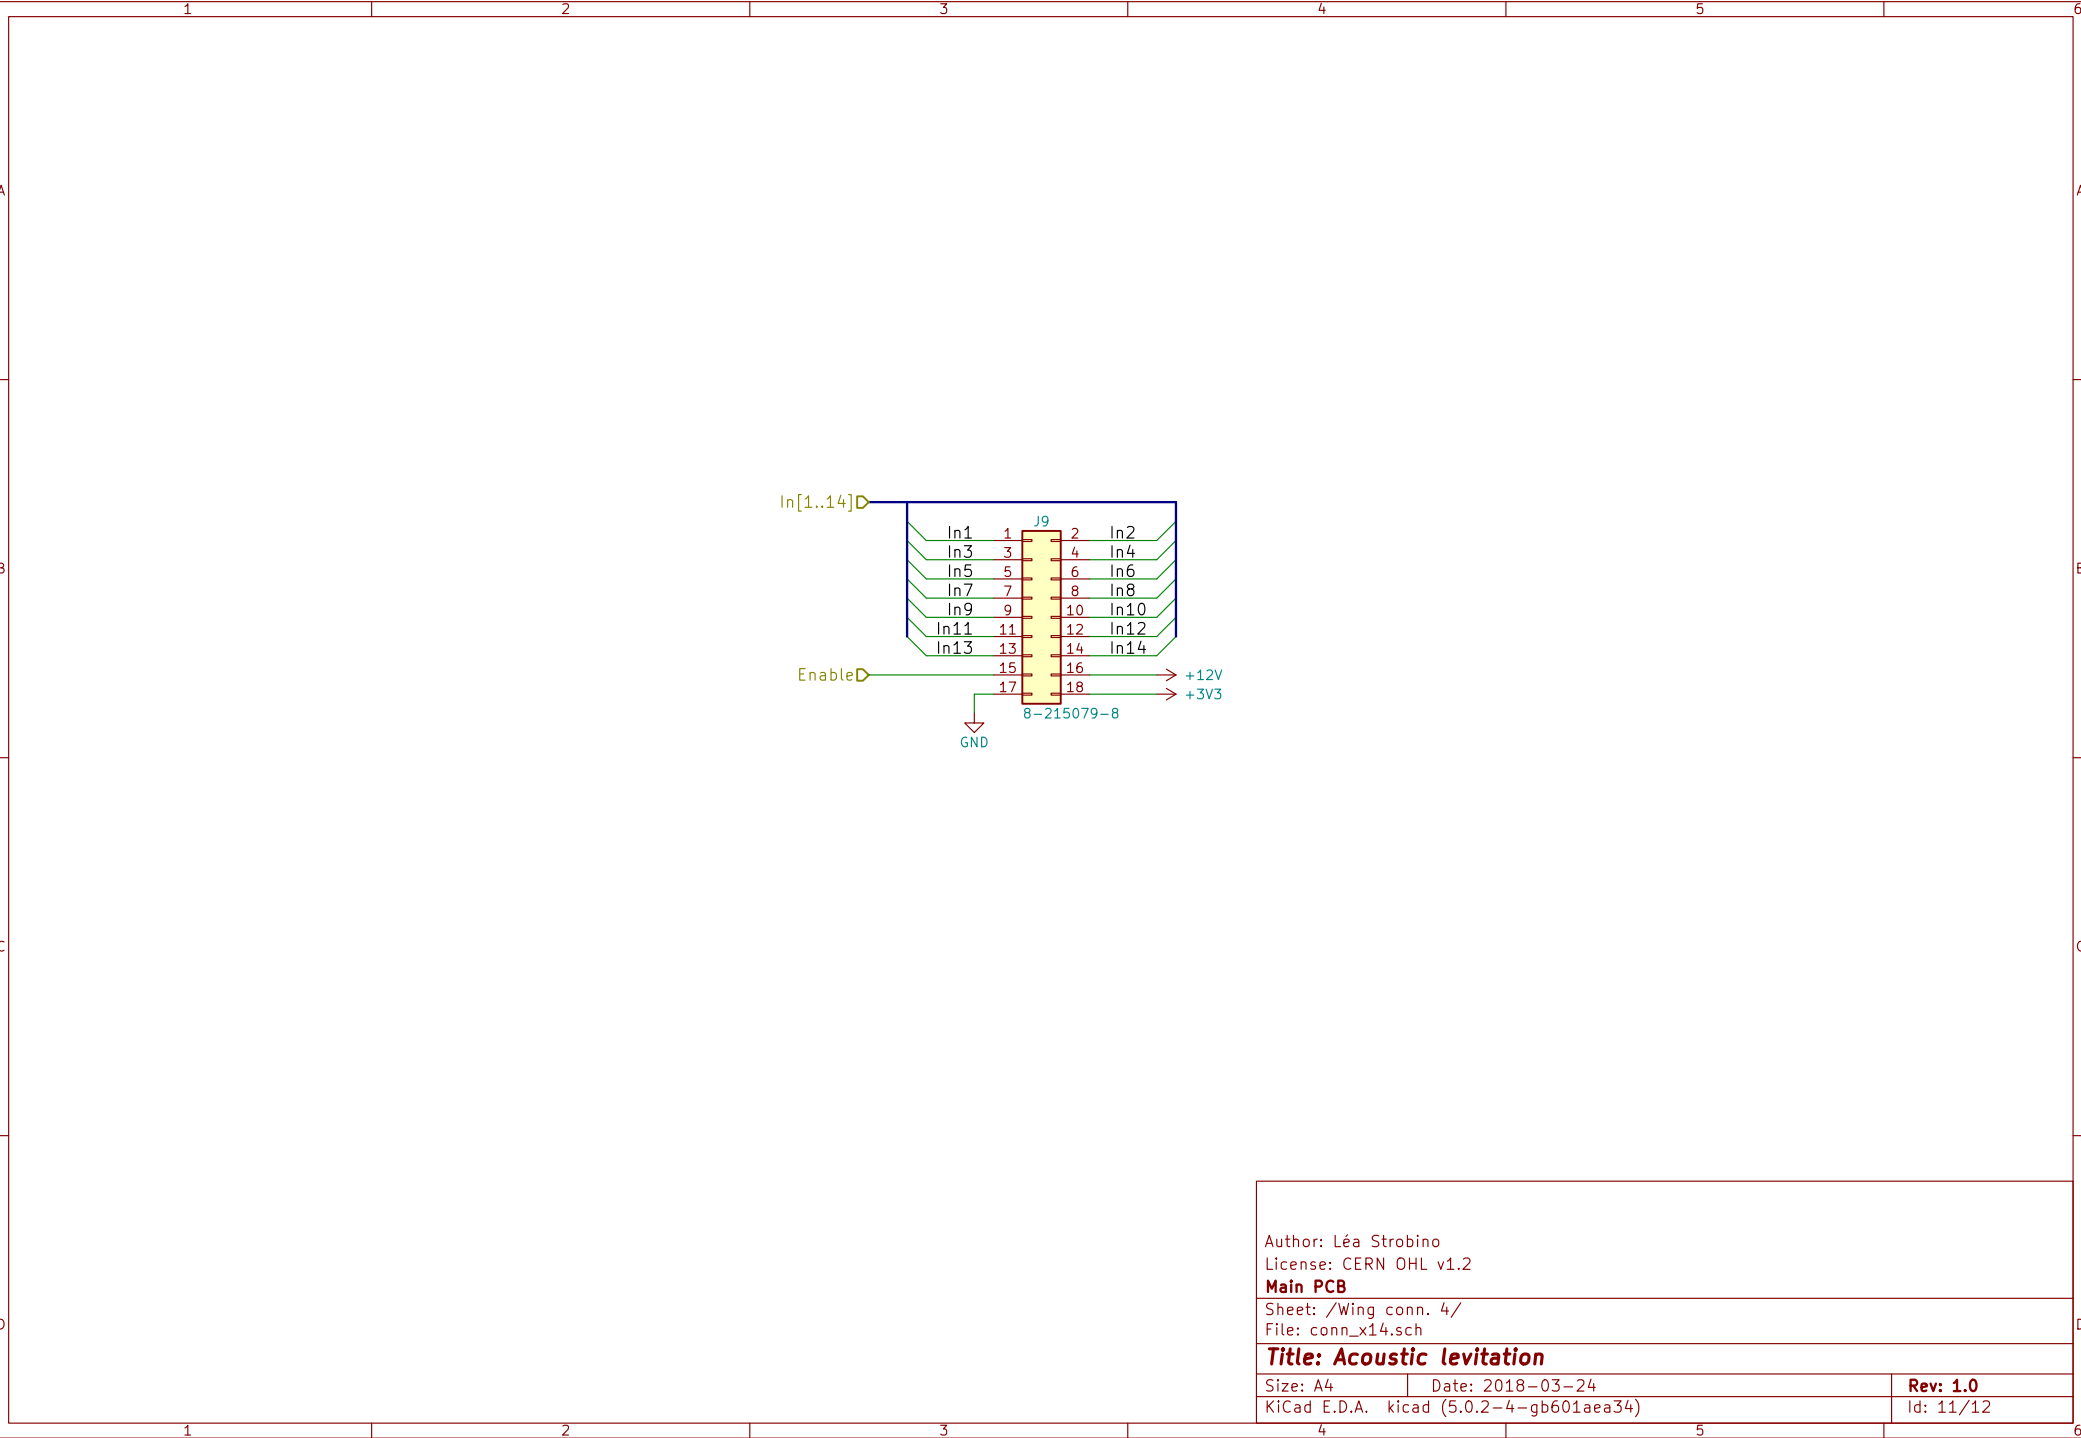 1 2 3 4 5 6
A A
In[1..14]
J9
In1 1 2 In2
In3 3 4 In4
B B
In5 5 6 In6
In7 7 8 In8
In9 9 10 In10
In11 11 12 In12
In13 13 14 In14
Enable 15 16 +12V
17 18 +3V3
8-215079-8
GND
C C
Author: Léa Strobino
License: CERN OHL v1.2
Main PCB
Sheet: /Wing conn. 4/
D D
File: conn_x14.sch
Title: Acoustic levitation
Size: A4 Date: 2018-03-24 Rev: 1.0
KiCad E.D.A. kicad (5.0.2-4-gb601aea34) Id: 11/12
1 2 3 4 5 6